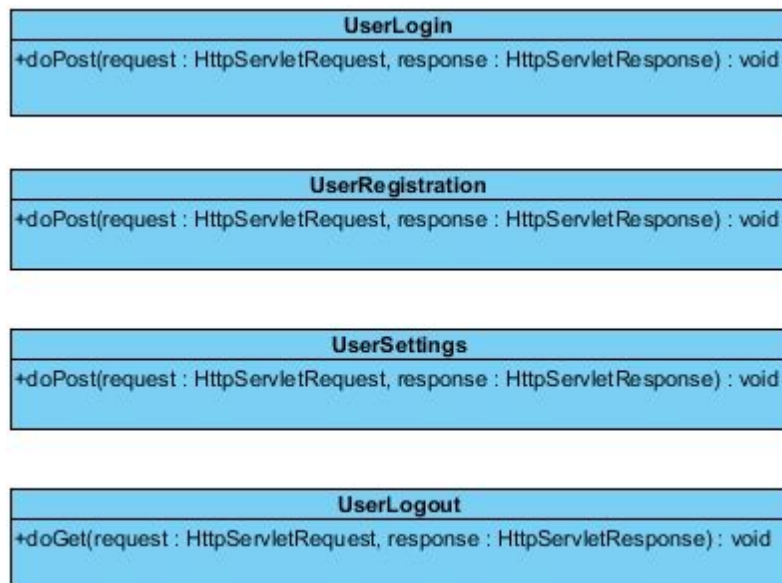 UserLogin
+doPost(request : HttpServletRequest, response : HttpServletResponse) : void
UserRegistration
+doPost(request : HttpServletRequest, response : HttpServletResponse) : void
UserSettings
+doPost(request : HttpServletRequest, response : HttpServletResponse) : void
UserLogout
+doGet(request : HttpServletRequest, response : HttpServletResponse) : void